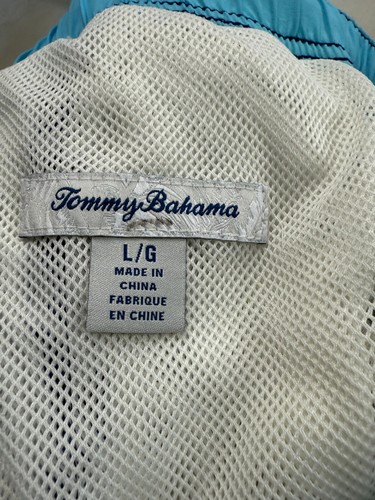 Tommy Bahama
L/G
MADE IN
CHINA
FABRIQUE
EN CHINE